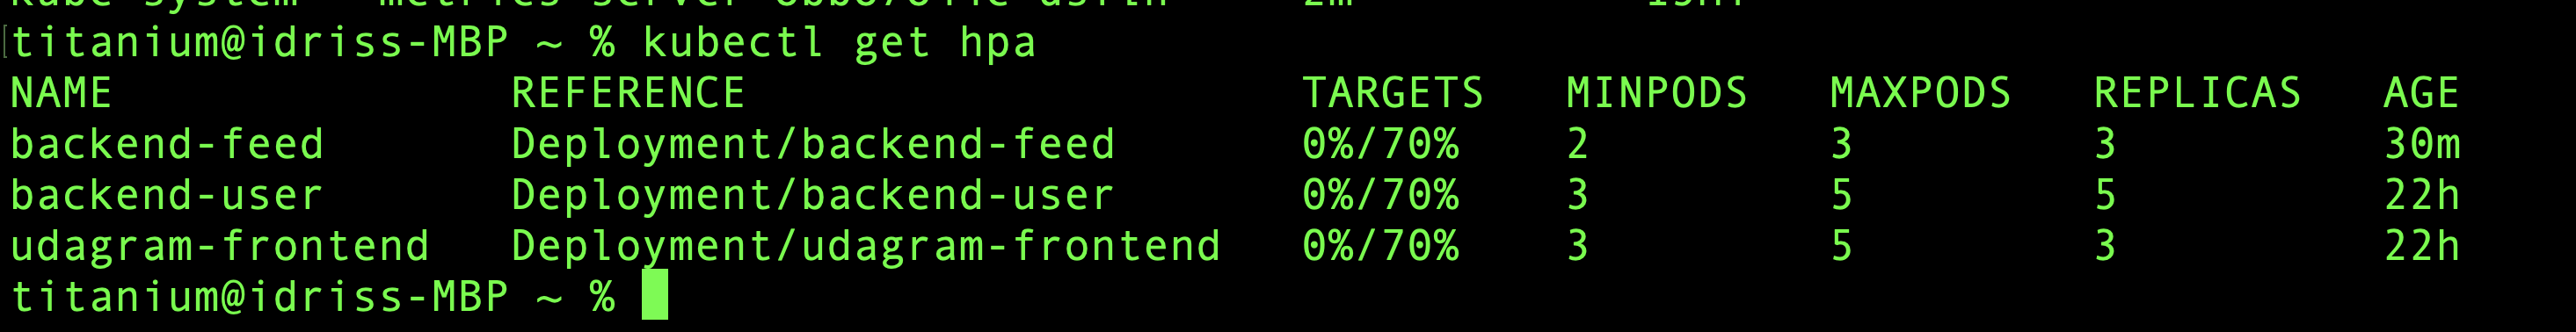 titanium@idriss-MBP ~ % kubectl get hpa
NAME REFERENCE TARGETS MINPODS MAXPODS REPLICAS AGE
backend-feed Deployment/backend-feed 0%/70% 2 3 3 30m
backend-user Deployment/backend-user 0%/70% 3 5 5 22h
udagram-frontend Deployment/udagram-frontend 0%/70% 3 5 3 22h
titanium@idriss-MBP ~ %